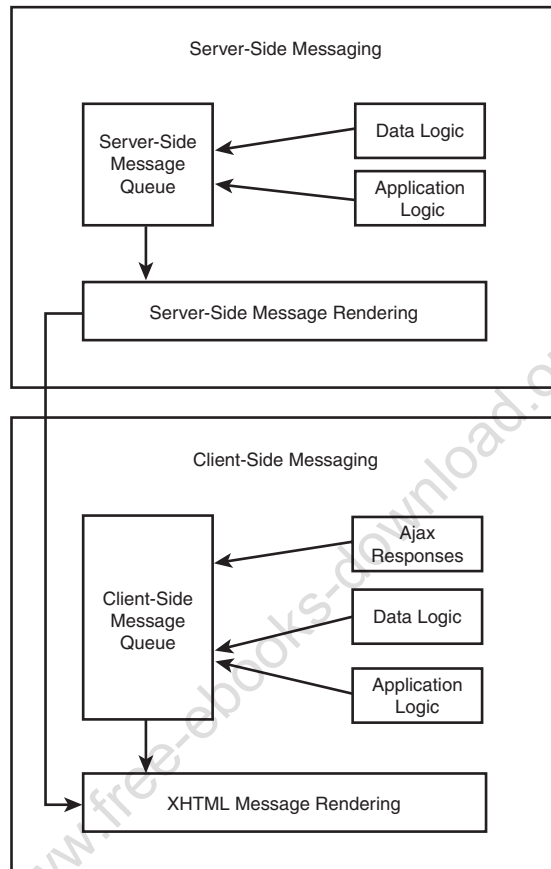 Server-Side Messaging
Server-Side
Message
Queue
Data Logic
Application
Logic
Server-Side Message Rendering
Client-Side Messaging
Client-Side
Message
Queue
Ajax
Responses
Data Logic
Application
Logic
XHTML Message Rendering
www.free-ebooks-download.or